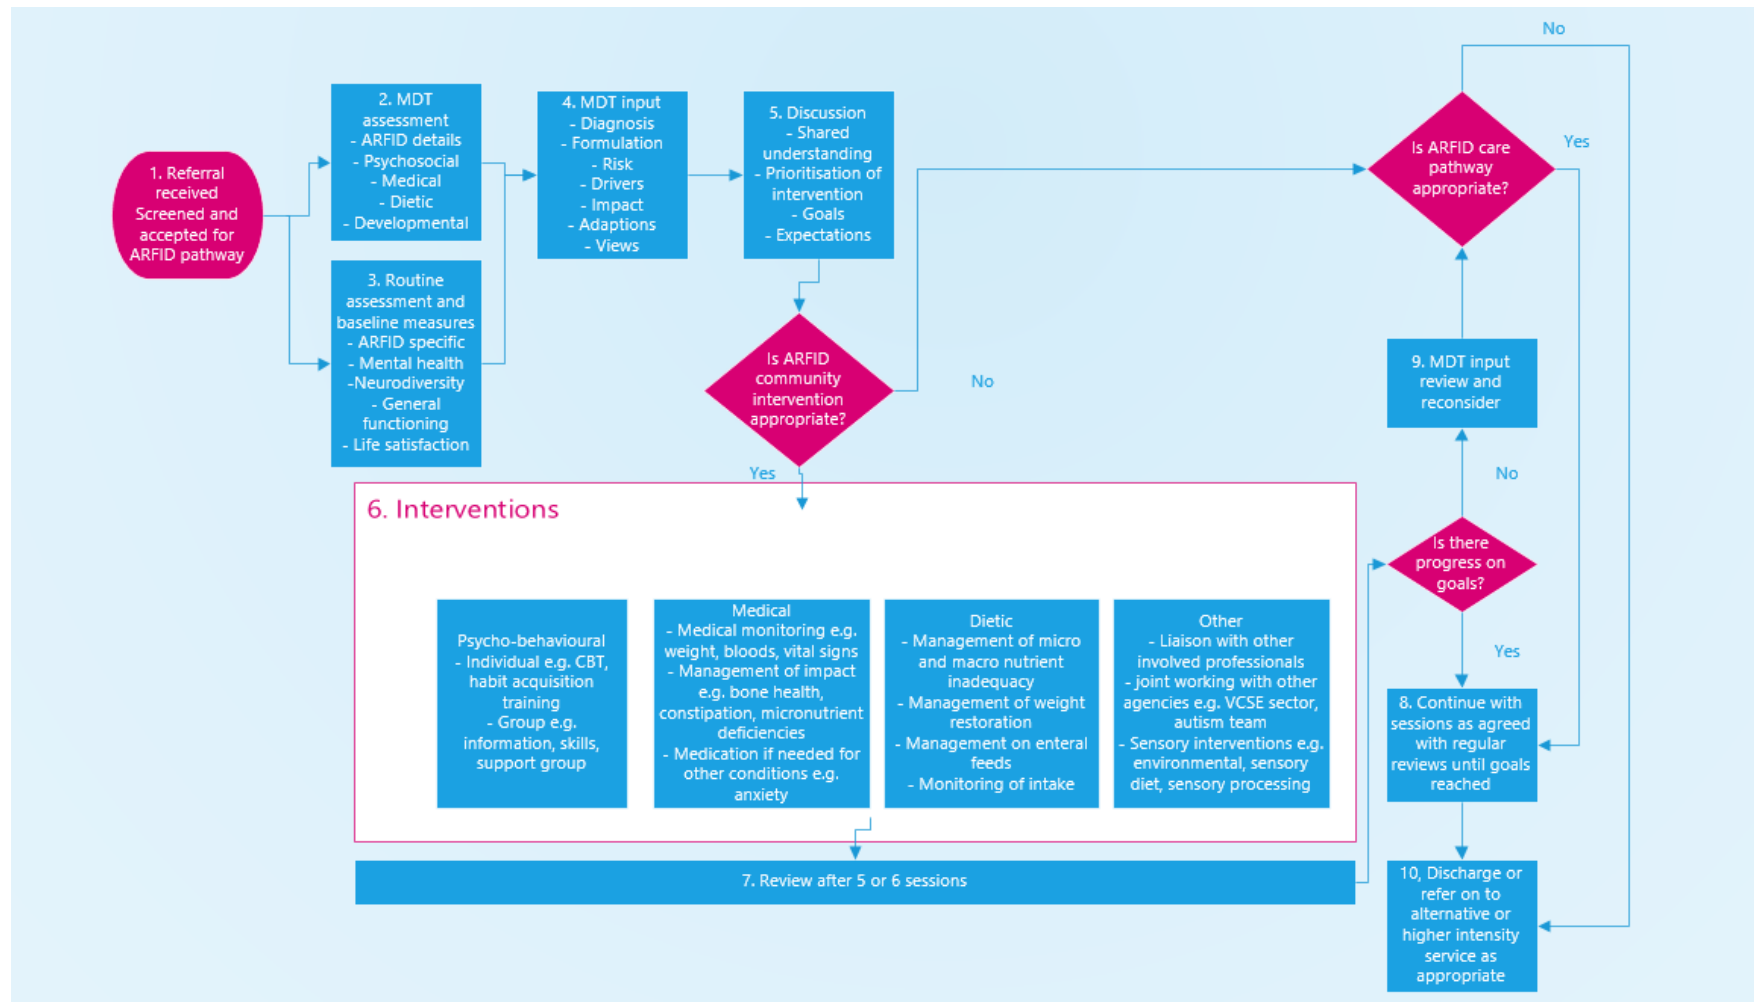 1. Referral
received
Screened and
accepted for
ARFID pathway
2. MDT
assessment
- ARFID details
- Psychosocial
- Medical
- Dietic
- Developmental
3. Routine
assessment and
baseline measures
- ARFID specific
- Mental health
-Neurodiversity
- General
functioning
- Life satisfaction
4. MDT input
- Diagnosis
- Formulation
- Risk
- Drivers
- Impact
- Adaptions
- Views
5. Discussion
- Shared
understanding
- Prioritisation of
intervention
- Goals
- Expectations
Is ARFID
community
intervention
appropriate?
No
Yes
Is ARFID care
pathway
appropriate?
No
Yes
6. Interventions
Psycho-behavioural
- Individual e.g. CBT,
habit acquisition
training
- Group e.g.
information, skills,
support group
Medical
- Medical monitoring e.g.
weight, bloods, vital signs
- Management of impact
e.g. bone health,
constipation, micronutrient
deficiencies
- Medication if needed for
other conditions e.g.
anxiety
Dietic
- Management of micro
and macro nutrient
inadequacy
- Management of weight
restoration
- Management on enteral
feeds
- Monitoring of intake
Other
- Liaison with other
involved professionals
- joint working with other
agencies e.g. VCSE sector,
autism team
- Sensory interventions e.g.
environmental, sensory
diet, sensory processing
7. Review after 5 or 6 sessions
Is there
progress on
goals?
No
Yes
9. MDT input
review and
reconsider
8. Continue with
sessions as agreed
with regular
reviews until goals
reached
10, Discharge or
refer on to
alternative or
higher intensity
service as
appropriate